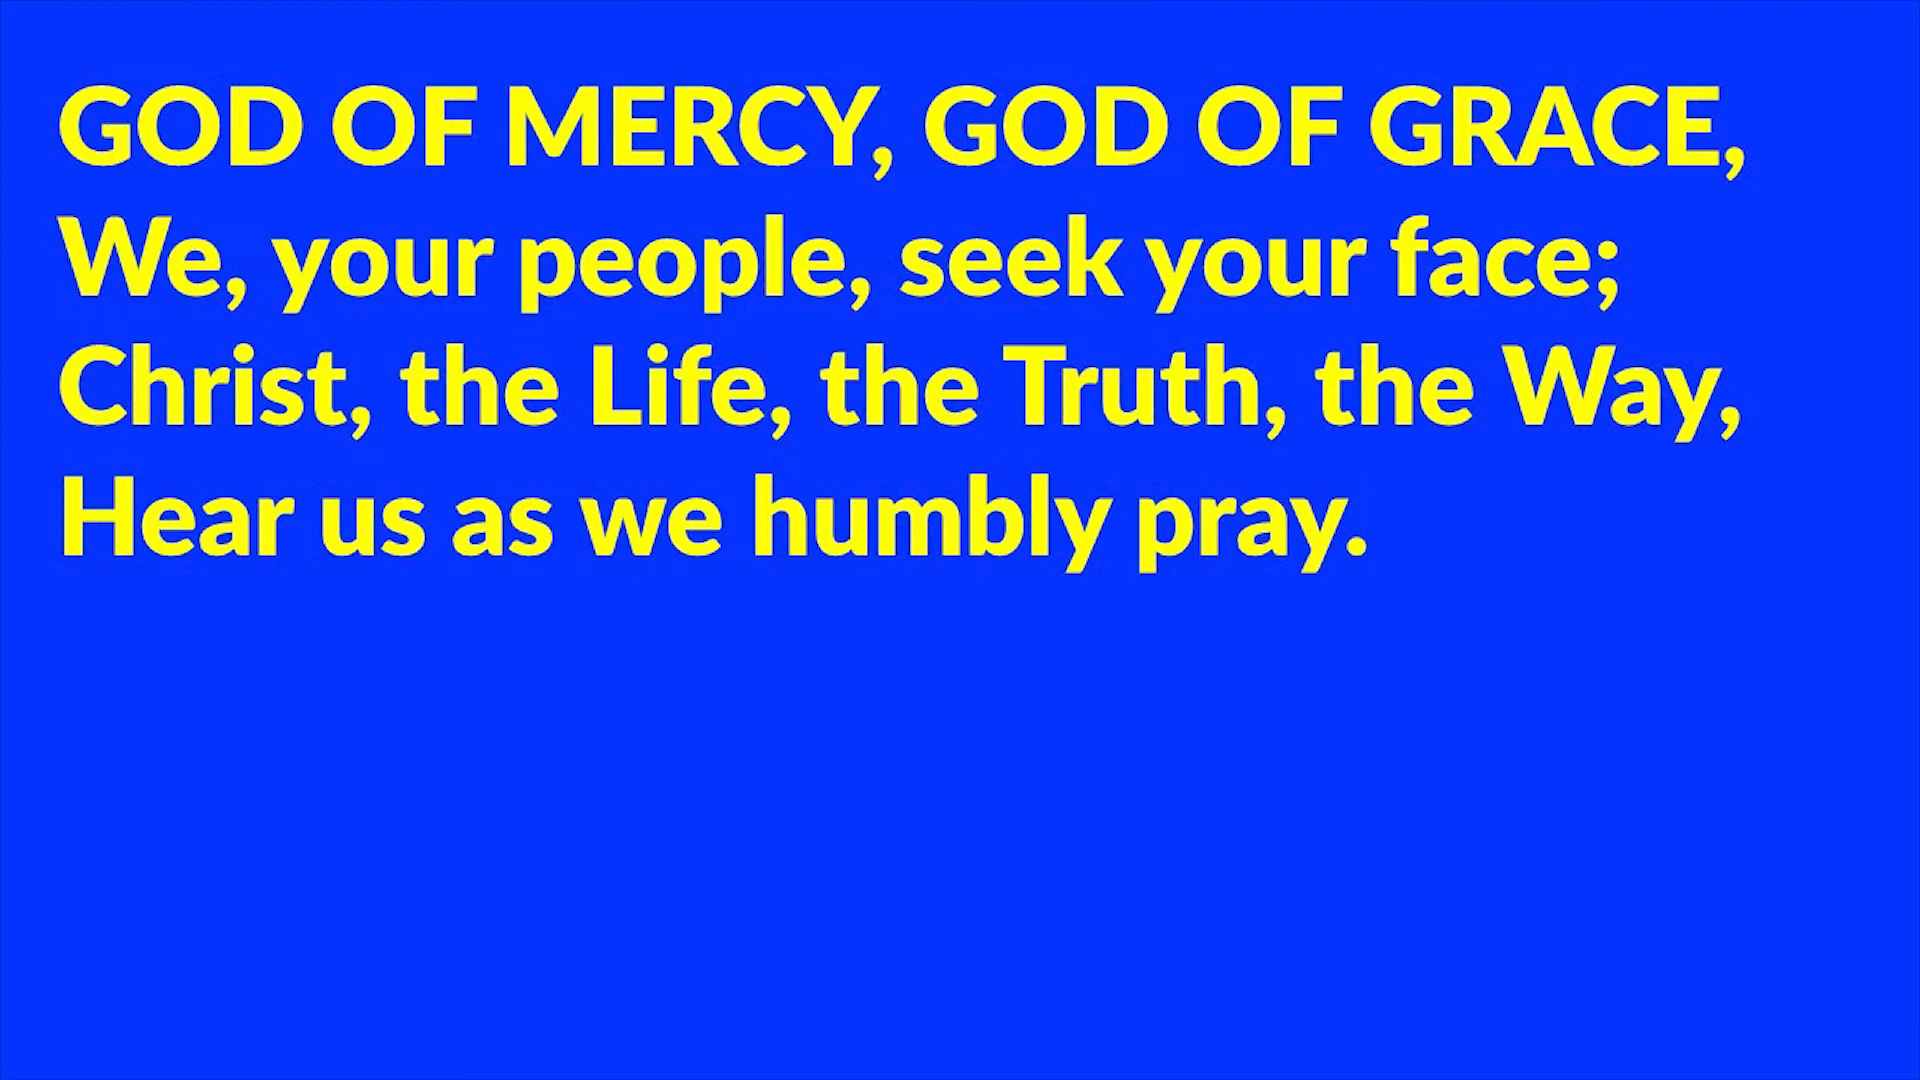 GOD OF MERCY, GOD OF GRACE,
We, your people, seek your face;
Christ, the Life, the Truth, the Way,
Hear us as we humbly pray.